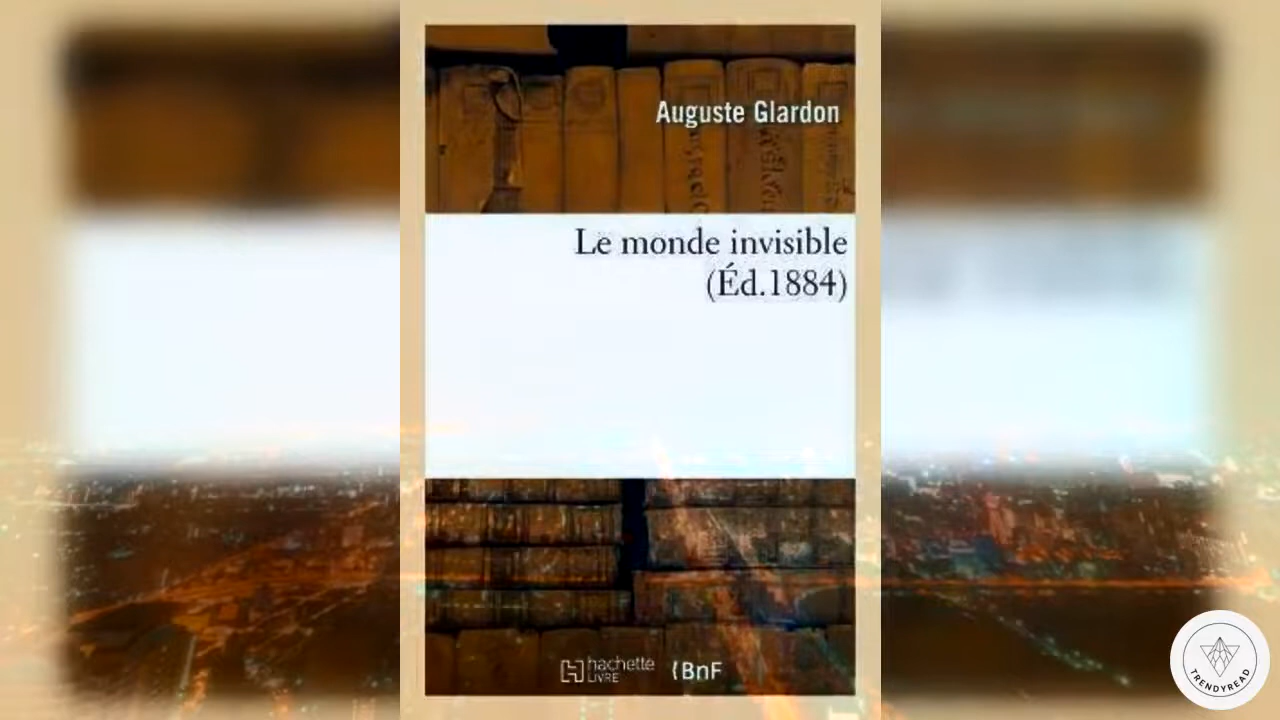 Auguste Glardon
Le monde invisible
(Éd.1884)
hachette
LIVRE
BnF
TRENDYREAD